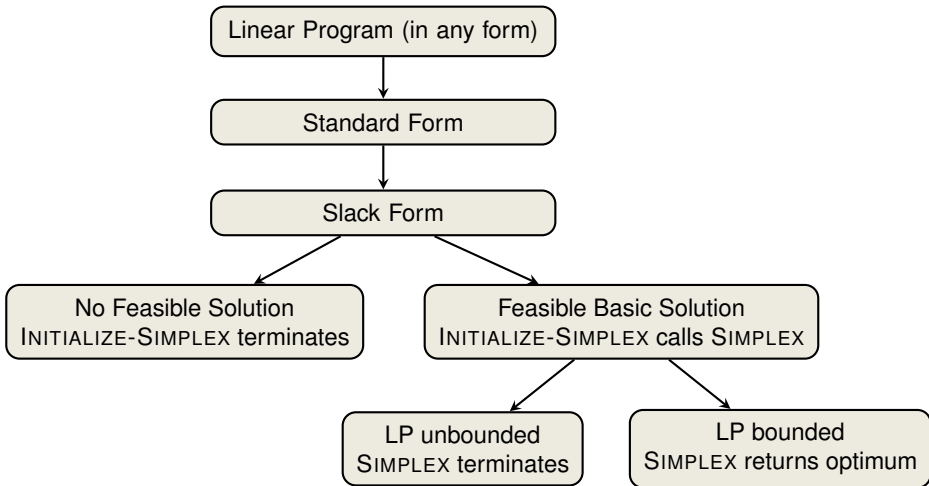 Linear Program (in any form)
Standard Form
Slack Form
No Feasible Solution
INITIALIZE-SIMPLEX terminates
Feasible Basic Solution
INITIALIZE-SIMPLEX calls SIMPLEX
LP unbounded
SIMPLEX terminates
LP bounded
SIMPLEX returns optimum